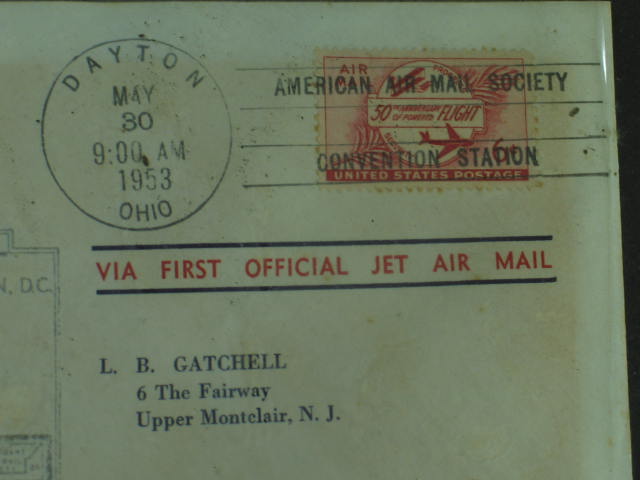 DAYTON
MAY
30
9:00 AM
1953
OHIO
AIR
AMERICAN AIR MAIL SOCIETY
50TH ANNIVERSARY OF POWERED FLIGHT
CONVENTION STATION
6¢
UNITED STATES POSTAGE
VIA FIRST OFFICIAL JET AIR MAIL
N, D.C.
L. B. GATCHELL
6 The Fairway
Upper Montclair, N. J.